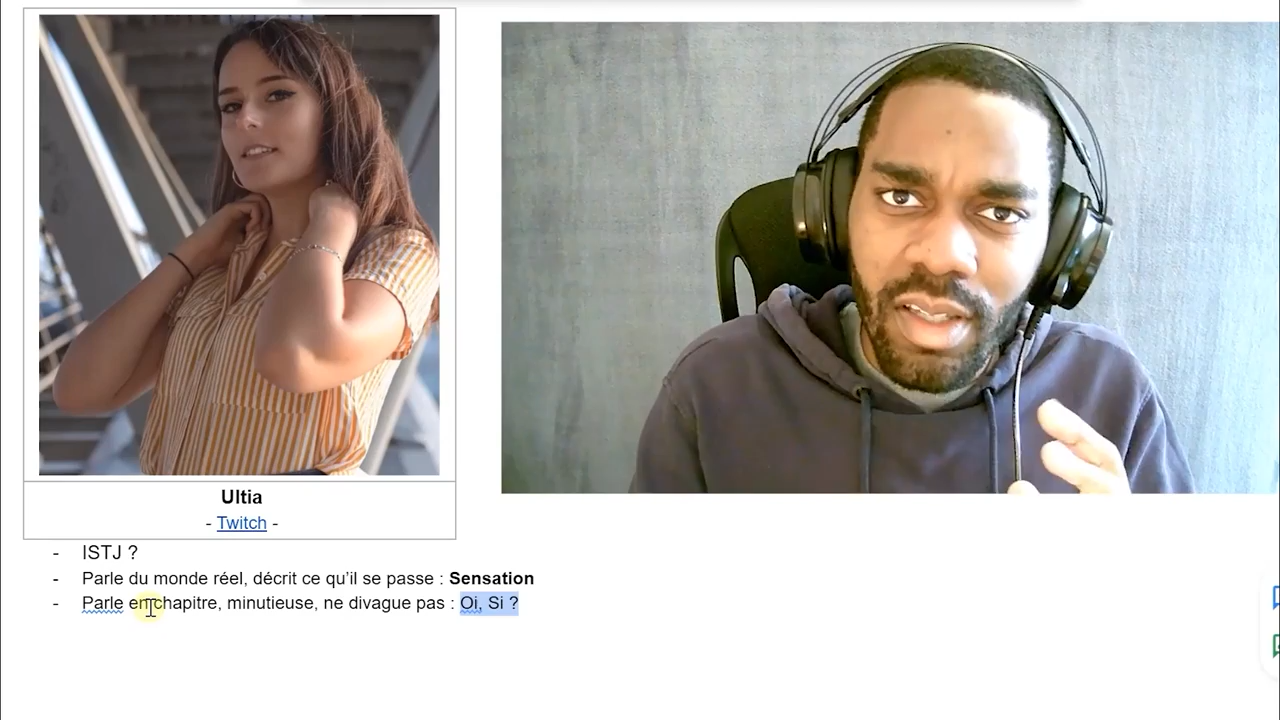 Ultia
- Twitch -
- ISTJ ?
- Parle du monde réel, décrit ce qu'il se passe : Sensation
- Parle en chapitre, minutieuse, ne divague pas : Oi, Si ?